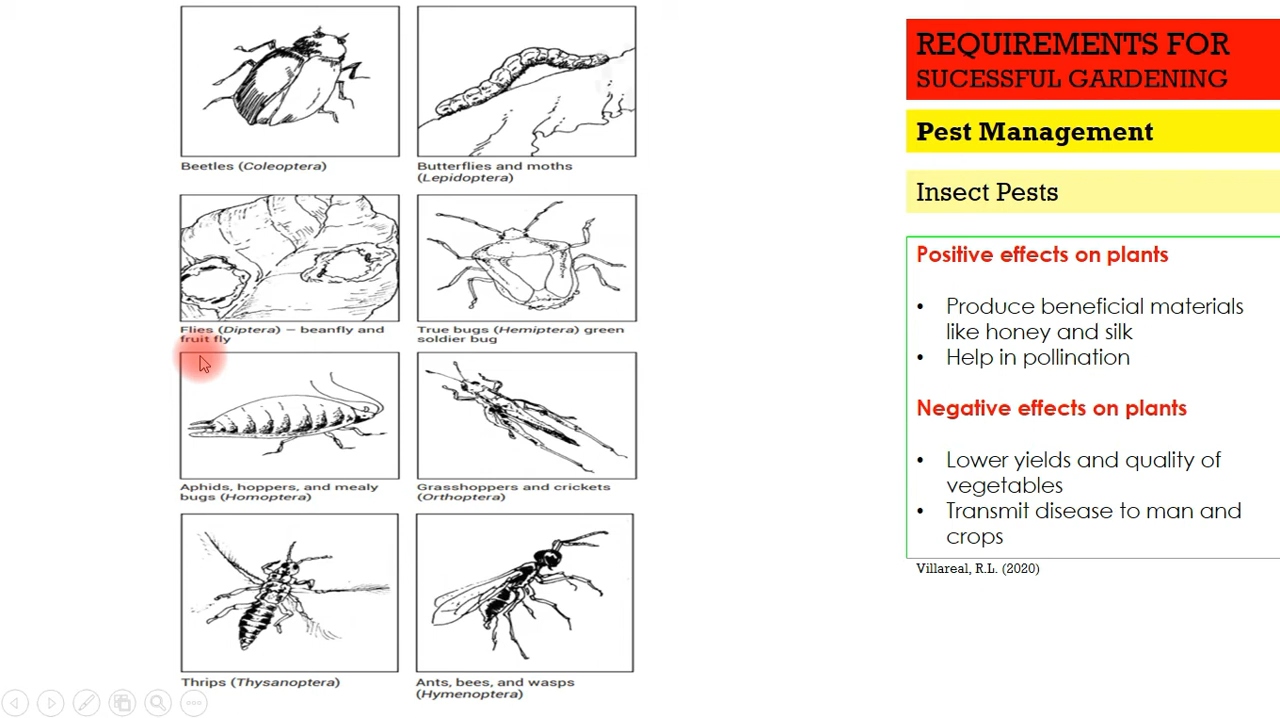 Beetles (Coleoptera)
Butterflies and moths
(Lepidoptera)
Flies (Diptera) – beanfly and
fruit fly
True bugs (Hemiptera) green
soldier bug
Aphids, hoppers, and mealy
bugs (Homoptera)
Grasshoppers and crickets
(Orthoptera)
Thrips (Thysanoptera)
Ants, bees, and wasps
(Hymenoptera)
REQUIREMENTS FOR
SUCESSFUL GARDENING
Pest Management
Insect Pests
Positive effects on plants
• Produce beneficial materials
like honey and silk
• Help in pollination
Negative effects on plants
• Lower yields and quality of
vegetables
• Transmit disease to man and
crops
Villareal, R.L. (2020)